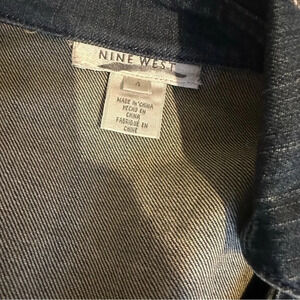 NINE WEST
MADE IN CHINA
HECHO EN
CHINA
FABRIQUÉ EN
CHINE